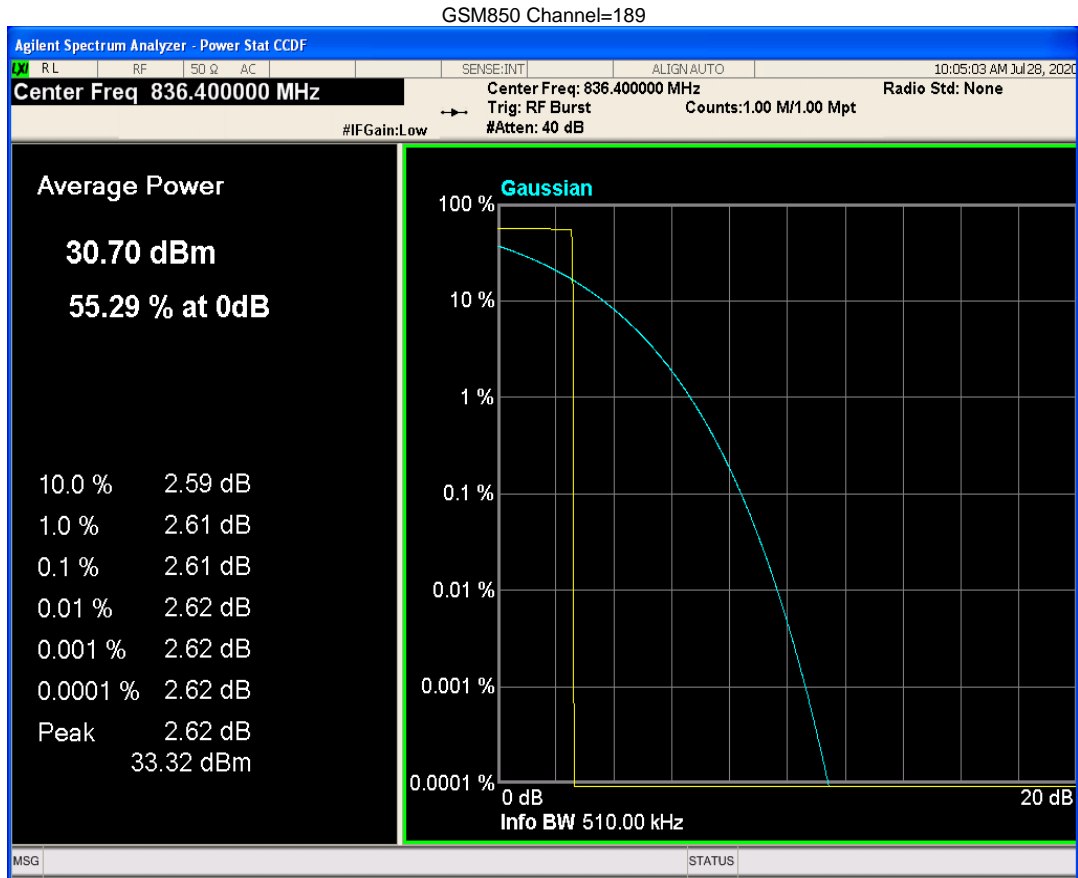 GSM850 Channel=189
Agilent Spectrum Analyzer - Power Stat CCDF
LXI RL RF 50 Ω AC SENSE:INT ALIGN AUTO 10:05:03 AM Jul 28, 2020
Center Freq 836.400000 MHz
Center Freq: 836.400000 MHz Radio Std: None
Trig: RF Burst Counts:1.00 M/1.00 Mpt
#IFGain:Low #Atten: 40 dB
Average Power
30.70 dBm
55.29 % at 0dB
10.0 % 2.59 dB
1.0 % 2.61 dB
0.1 % 2.61 dB
0.01 % 2.62 dB
0.001 % 2.62 dB
0.0001 % 2.62 dB
Peak 2.62 dB
33.32 dBm
Gaussian
100 %
10 %
1 %
0.1 %
0.01 %
0.001 %
0.0001 %
0 dB 20 dB
Info BW 510.00 kHz
MSG STATUS